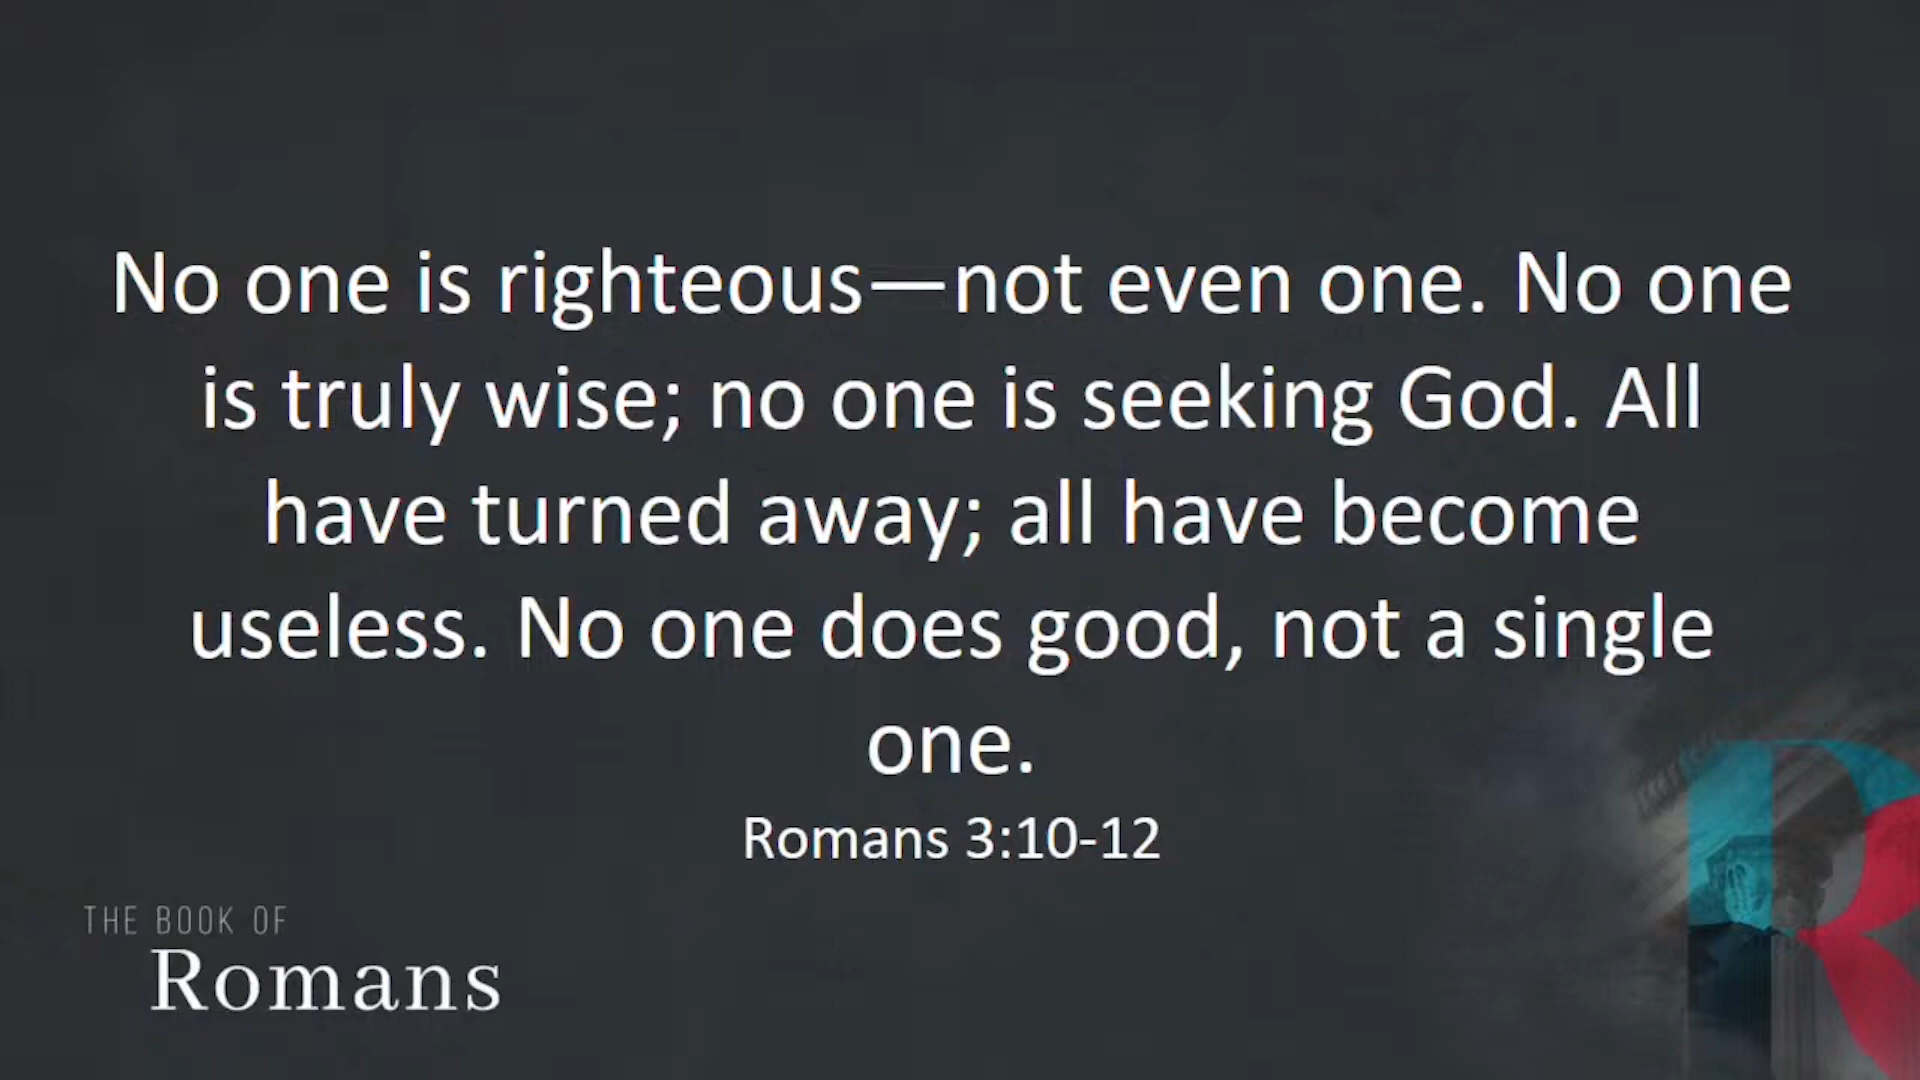 No one is righteous—not even one. No one
is truly wise; no one is seeking God. All
have turned away; all have become
useless. No one does good, not a single
one.
Romans 3:10-12
THE BOOK OF
Romans
R